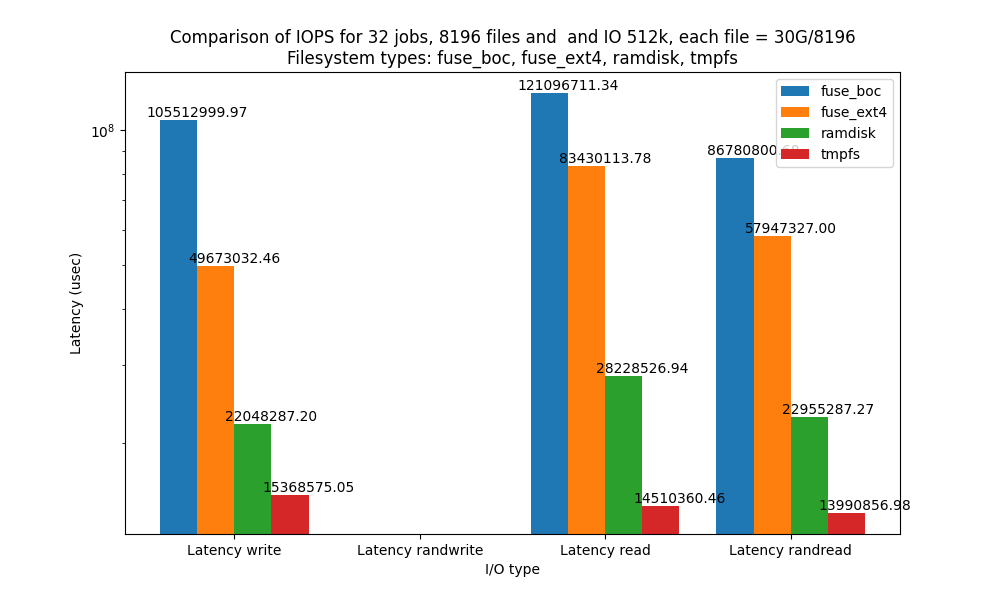 Comparison of IOPS for 32 jobs, 8196 files and  and IO 512k, each file = 30G/8196
Filesystem types: fuse_boc, fuse_ext4, ramdisk, tmpfs
121096711.34
105512999.97
83430113.78
49673032.46
57947327.00
28228526.94
22048287.20
22955287.27
15368575.05
14510360.46
13990856.98
fuse_boc
fuse_ext4
ramdisk
tmpfs
10⁸
Latency (usec)
Latency write
Latency randwrite
Latency read
Latency randread
I/O type